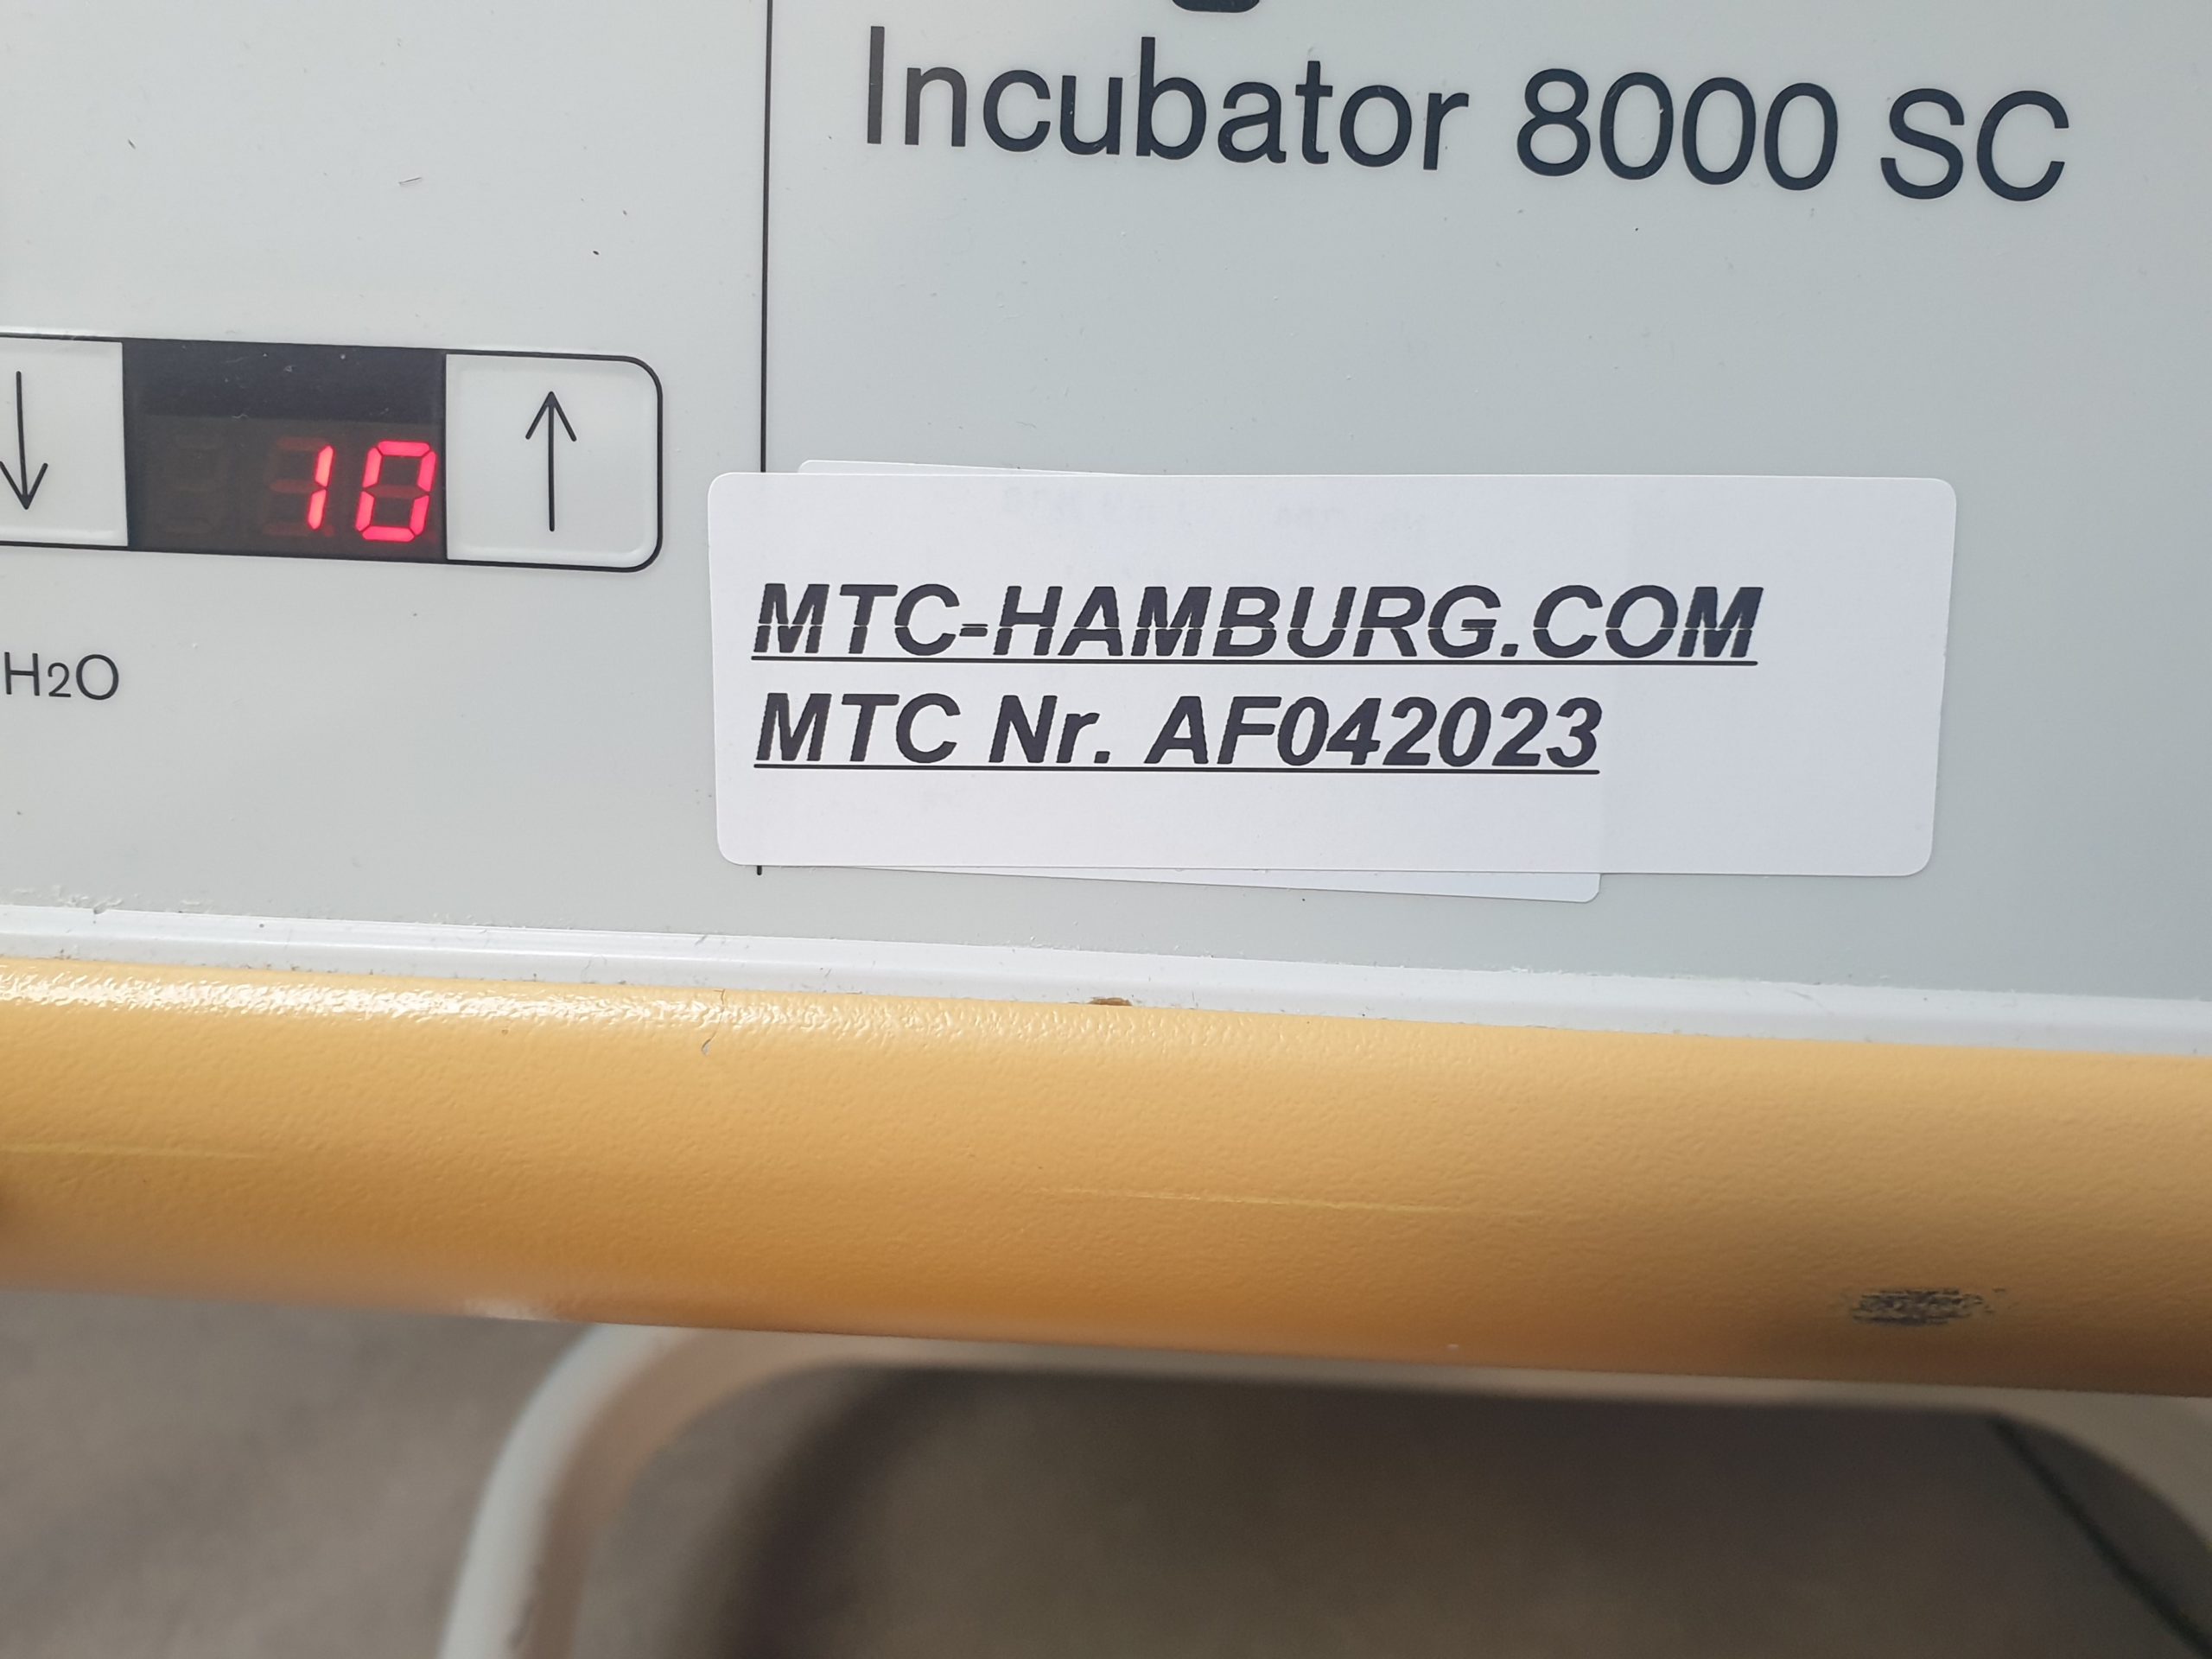 Incubator 8000 SC
10
H2O
MTC-HAMBURG.COM
MTC Nr. AF042023